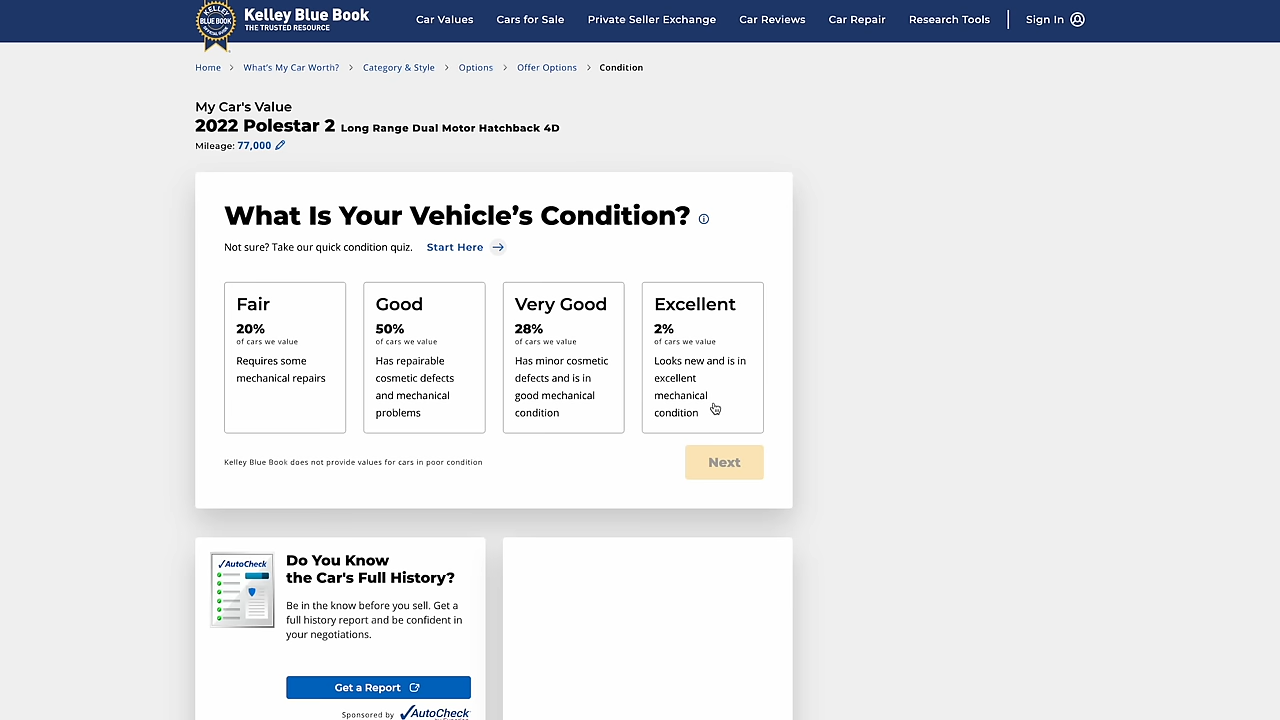 KELLEY
BLUE BOOK
OFFICIAL GUIDE
Kelley Blue Book
THE TRUSTED RESOURCE
Car Values
Cars for Sale
Private Seller Exchange
Car Reviews
Car Repair
Research Tools
Sign In
Home > What's My Car Worth? > Category & Style > Options > Offer Options > Condition
My Car's Value
2022 Polestar 2 Long Range Dual Motor Hatchback 4D
Mileage: 77,000
What Is Your Vehicle’s Condition?
Not sure? Take our quick condition quiz. Start Here →
Fair
20%
of cars we value
Requires some
mechanical repairs
Good
50%
of cars we value
Has repairable
cosmetic defects
and mechanical
problems
Very Good
28%
of cars we value
Has minor cosmetic
defects and is in
good mechanical
condition
Excellent
2%
of cars we value
Looks new and is in
excellent
mechanical
condition
Kelley Blue Book does not provide values for cars in poor condition
Next
AutoCheck
Do You Know
the Car's Full History?
Be in the know before you sell. Get a
full history report and be confident in
your negotiations.
Get a Report
Sponsored by AutoCheck